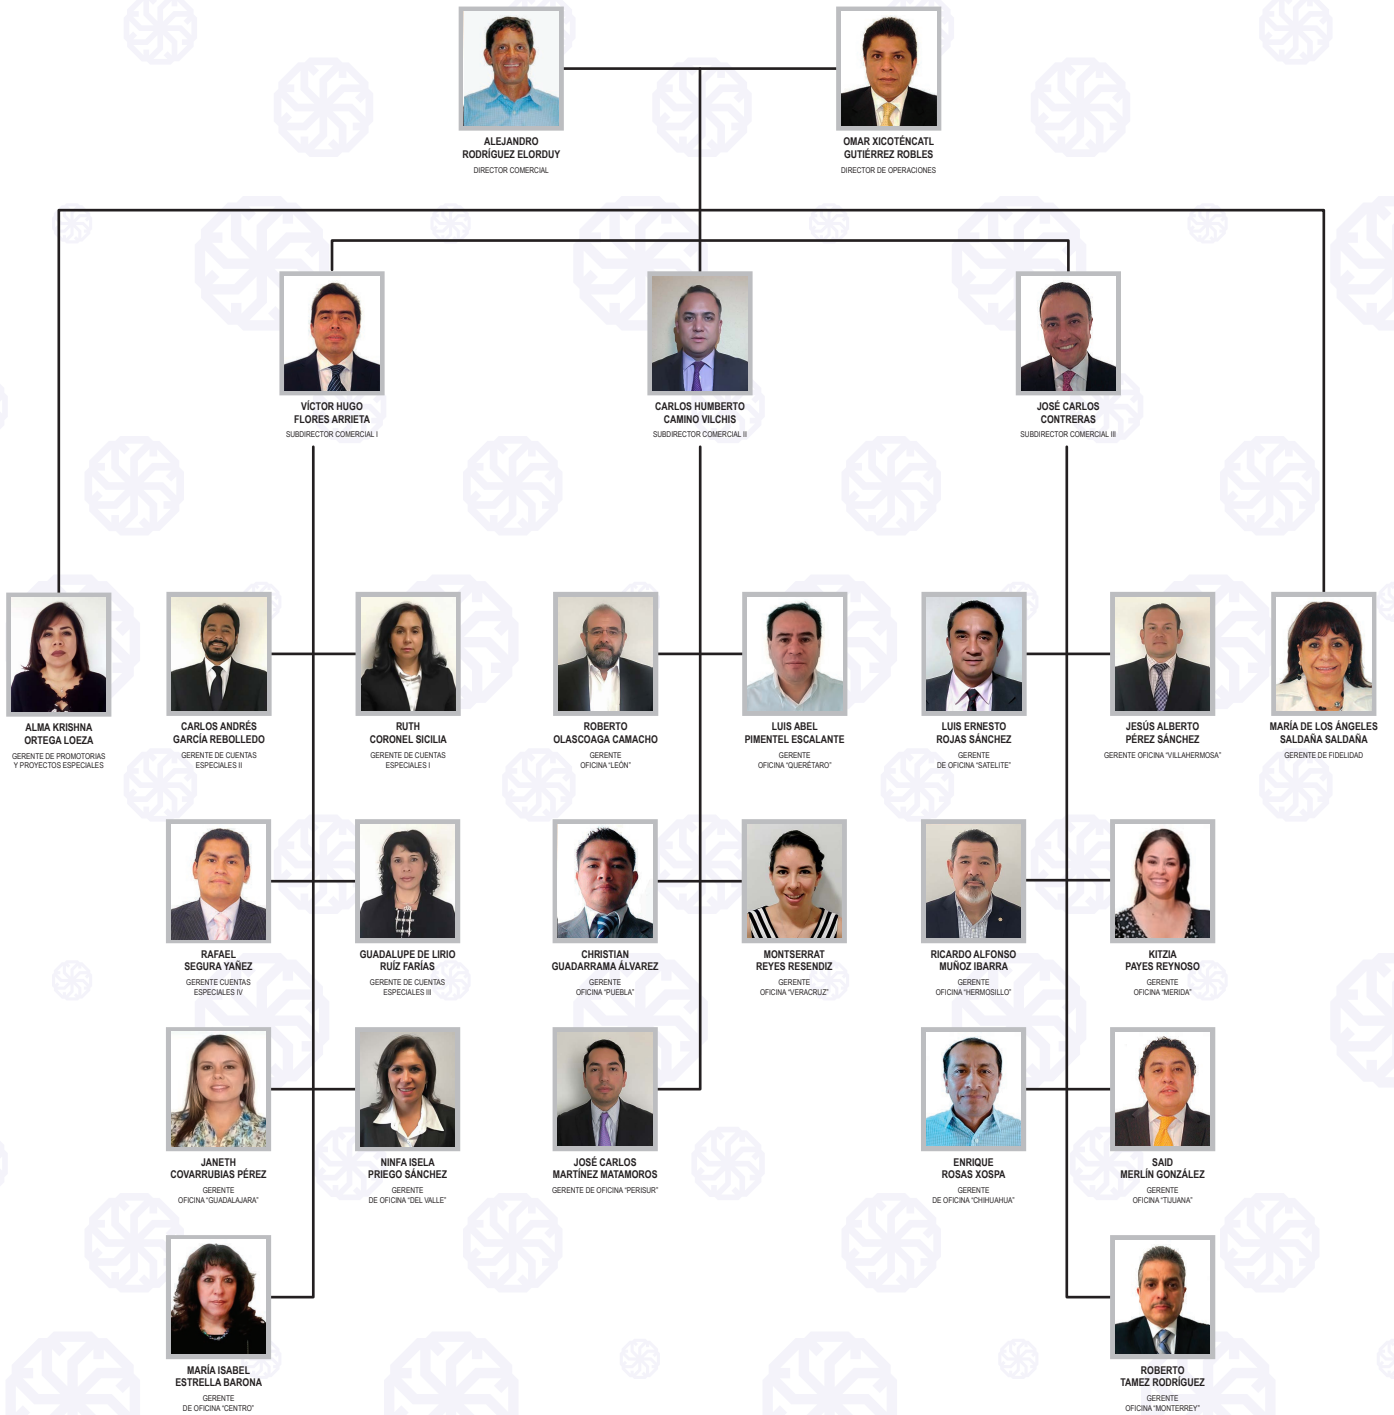 ALEJANDRO
RODRÍGUEZ ELORDUY
DIRECTOR COMERCIAL
OMAR XICOTÉNCATL
GUTIÉRREZ ROBLES
DIRECTOR DE OPERACIONES
VÍCTOR HUGO
FLORES ARRIETA
SUBDIRECTOR COMERCIAL I
CARLOS HUMBERTO
CAMINO VILCHIS
SUBDIRECTOR COMERCIAL II
JOSÉ CARLOS
CONTRERAS
SUBDIRECTOR COMERCIAL III
ALMA KRISHNA
ORTEGA LOEZA
GERENTE DE PROMOTORIAS
Y PROYECTOS ESPECIALES
CARLOS ANDRÉS
GARCÍA REBOLLEDO
GERENTE DE CUENTAS
ESPECIALES II
RUTH
CORONEL SICILIA
GERENTE DE CUENTAS
ESPECIALES I
ROBERTO
OLASCOAGA CAMACHO
GERENTE
OFICINA "LEÓN"
LUIS ABEL
PIMENTEL ESCALANTE
GERENTE
OFICINA "QUERÉTARO"
LUIS ERNESTO
ROJAS SÁNCHEZ
GERENTE
DE OFICINA "SATELITE"
JESÚS ALBERTO
PÉREZ SÁNCHEZ
GERENTE OFICINA "VILLAHERMOSA"
MARÍA DE LOS ÁNGELES
SALDAÑA SALDAÑA
GERENTE DE FIDELIDAD
RAFAEL
SEGURA YAÑEZ
GERENTE CUENTAS
ESPECIALES IV
GUADALUPE DE LIRIO
RUÍZ FARÍAS
GERENTE DE CUENTAS
ESPECIALES III
CHRISTIAN
GUADARRAMA ÁLVAREZ
GERENTE
OFICINA "PUEBLA"
MONTSERRAT
REYES RESENDIZ
GERENTE
OFICINA "VERACRUZ"
RICARDO ALFONSO
MUÑOZ IBARRA
GERENTE
OFICINA "HERMOSILLO"
KITZIA
PAYES REYNOSO
GERENTE
OFICINA "MERIDA"
JANETH
COVARRUBIAS PÉREZ
GERENTE
OFICINA "GUADALAJARA"
NINFA ISELA
PRIEGO SÁNCHEZ
GERENTE
DE OFICINA "DEL VALLE"
JOSÉ CARLOS
MARTÍNEZ MATAMOROS
GERENTE DE OFICINA "PERISUR"
ENRIQUE
ROSAS XOSPA
GERENTE
DE OFICINA "CHIHUAHUA"
SAID
MERLÍN GONZÁLEZ
GERENTE
OFICINA "TIJUANA"
MARÍA ISABEL
ESTRELLA BARONA
GERENTE
DE OFICINA "CENTRO"
ROBERTO
TAMEZ RODRÍGUEZ
GERENTE
OFICINA "MONTERREY"